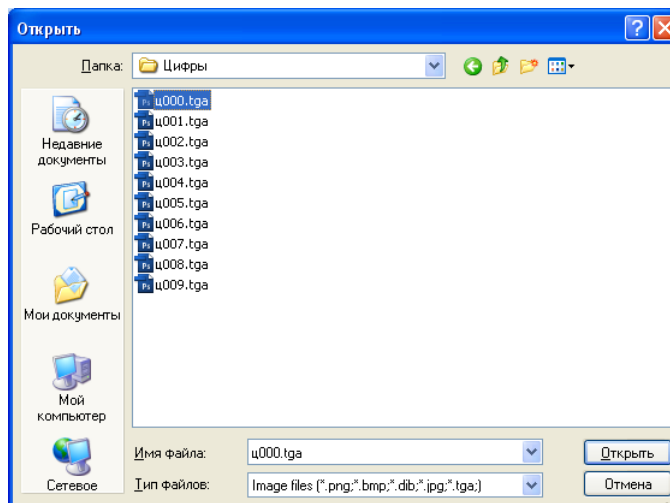 Открыть
Папка: Цифры
ц000.tga
ц001.tga
ц002.tga
ц003.tga
ц004.tga
ц005.tga
ц006.tga
ц007.tga
ц008.tga
ц009.tga
Недавние
документы
Рабочий стол
Мои документы
Мой
компьютер
Сетевое
Имя файла: ц000.tga Открыть
Тип файлов: Image files (*.png;*.bmp;*.dib;*.jpg;*.tga;) Отмена